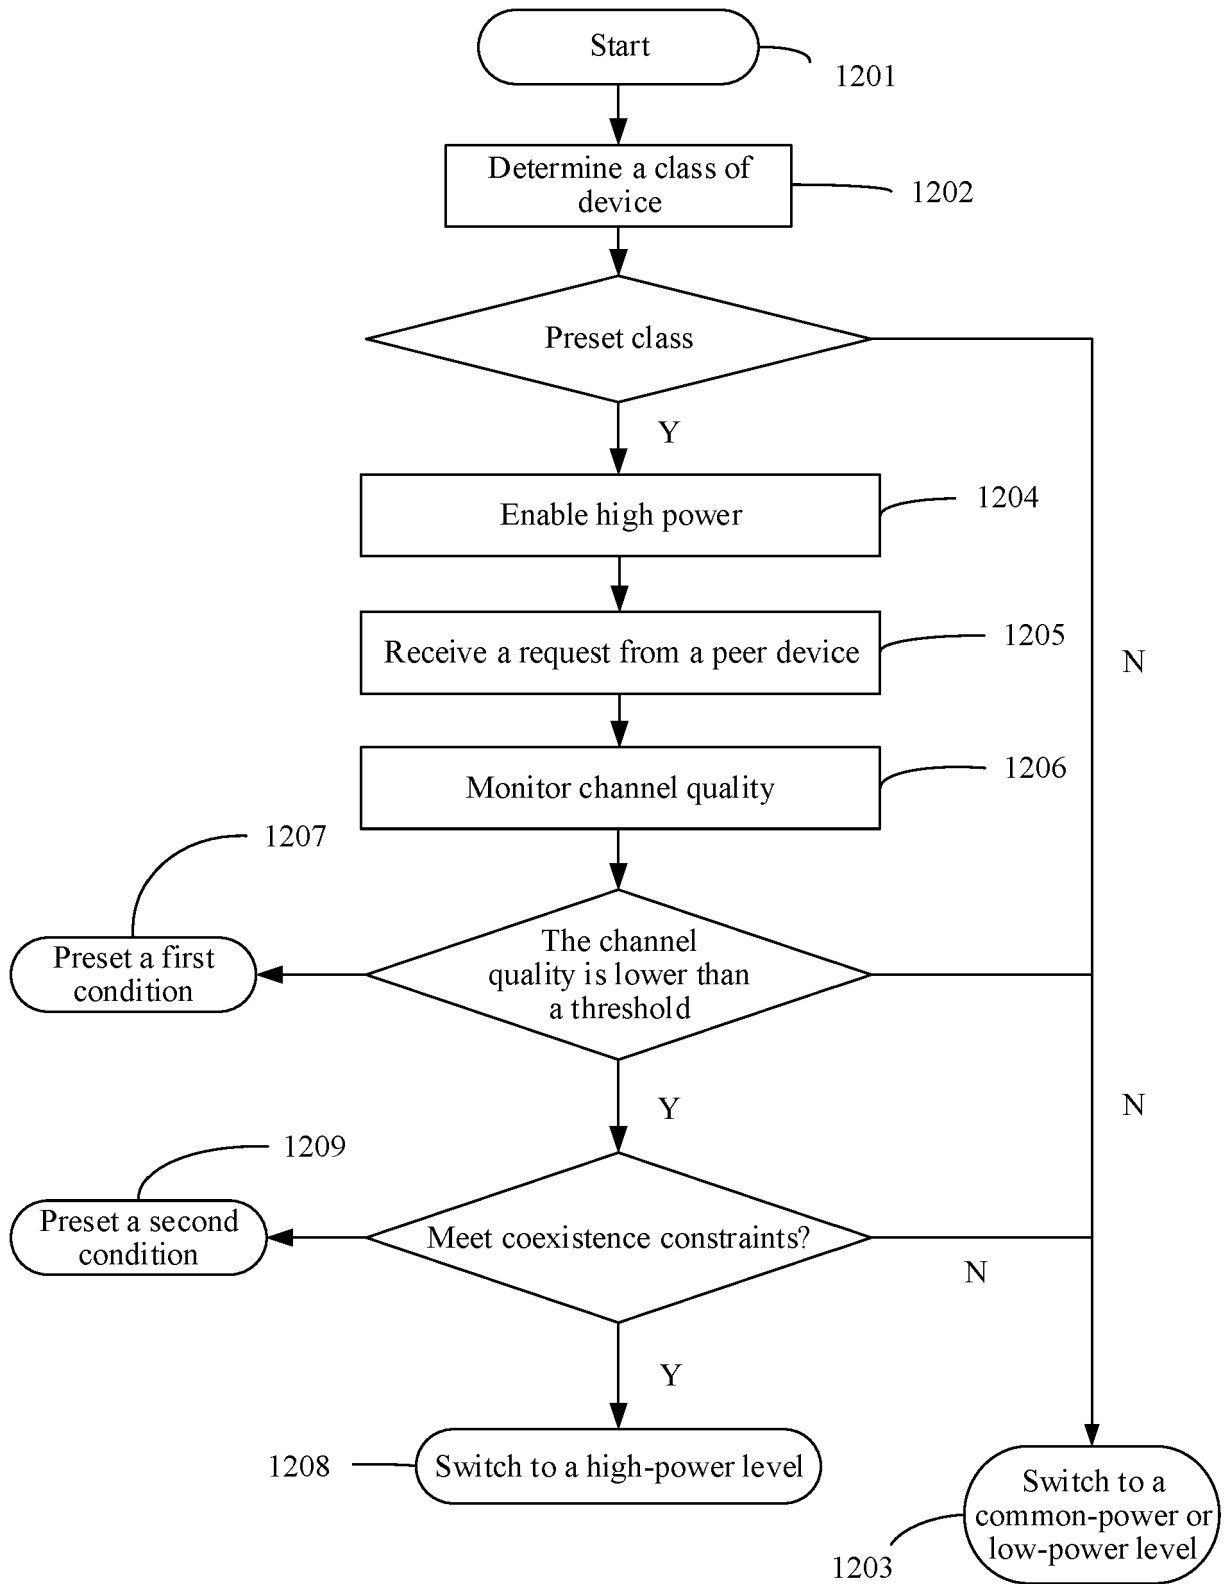 Start
1201
Determine a class of
device
1202
Preset class
Y
Enable high power
1204
Receive a request from a peer device
1205
N
Monitor channel quality
1206
1207
Preset a first
condition
The channel
quality is lower than
a threshold
Y
N
1209
Preset a second
condition
Meet coexistence constraints?
N
Y
1208
Switch to a high-power level
Switch to a
common-power or
low-power level
1203